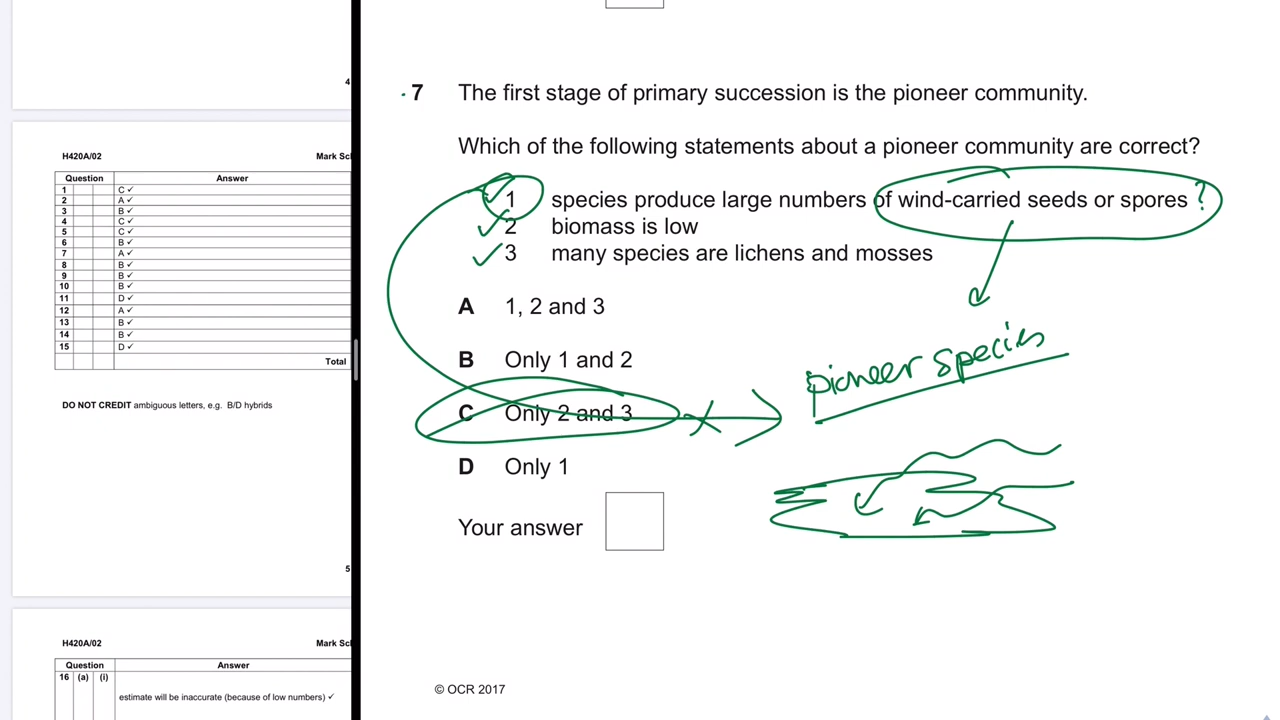 4
H420A/02 Mark Sc
Question Answer
1 C ✓
2 A ✓
3 B ✓
4 C ✓
5 C ✓
6 B ✓
7 A ✓
8 B ✓
9 B ✓
10 B ✓
11 D ✓
12 A ✓
13 B ✓
14 B ✓
15 D ✓
Total
DO NOT CREDIT ambiguous letters, e.g. B/D hybrids
5
H420A/02 Mark Sc
Question Answer
16 (a) (i)
estimate will be inaccurate (because of low numbers) ✓
7 The first stage of primary succession is the pioneer community.
Which of the following statements about a pioneer community are correct?
1 species produce large numbers of wind-carried seeds or spores ?
2 biomass is low
3 many species are lichens and mosses
A 1, 2 and 3
B Only 1 and 2
pioneer species
C Only 2 and 3
D Only 1
Your answer
© OCR 2017